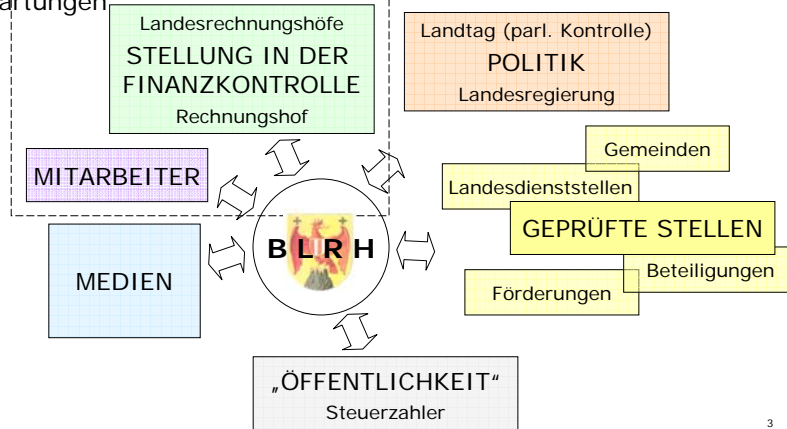 artungen
Landesrechnungshöfe
STELLUNG IN DER
FINANZKONTROLLE
Rechnungshof
Landtag (parl. Kontrolle)
POLITIK
Landesregierung
MITARBEITER
Gemeinden
Landesdienststellen
GEPRÜFTE STELLEN
Beteiligungen
Förderungen
BLRH
MEDIEN
„ÖFFENTLICHKEIT“
Steuerzahler
3